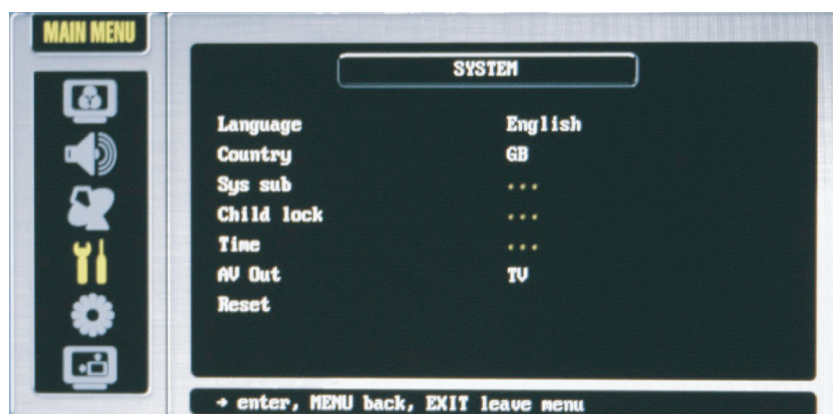 MAIN MENU
SYSTEM
Language English
Country GB
Sys sub ...
Child lock ...
Time ...
AV Out TV
Reset
→ enter, MENU back, EXIT leave menu